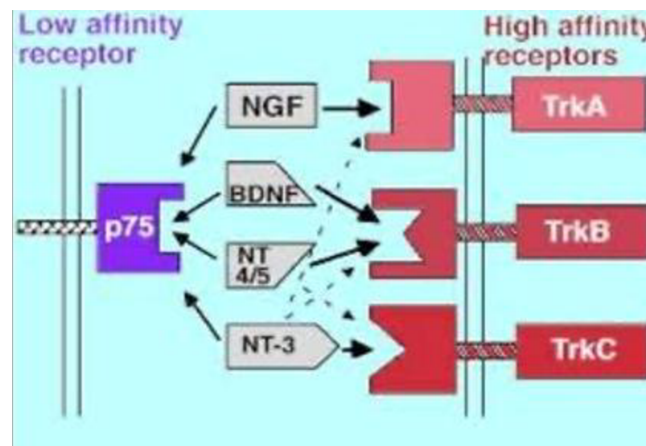 Low affinity
receptor
High affinity
receptors
NGF
TrkA
BDNF
p75
TrkB
NT
4/5
NT-3
TrkC